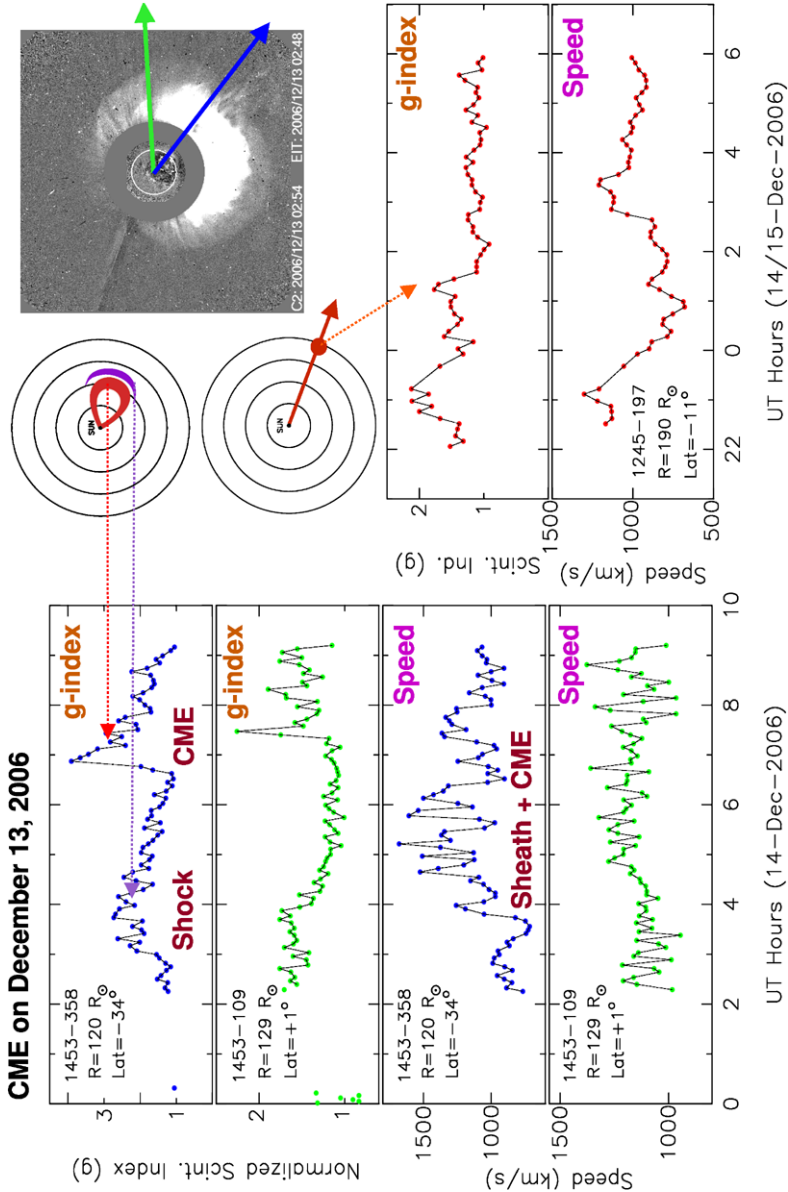 CME on December 13, 2006
Normalized Scint. Index (g)
3
1
1453−358
R=120 R⊙
Lat=−34°
g-index
Shock
CME
2
1
1453−109
R=129 R⊙
Lat=+1°
g-index
Speed (km/s)
1500
1000
1453−358
R=120 R⊙
Lat=−34°
Speed
Sheath + CME
1500
1000
1453−109
R=129 R⊙
Lat=+1°
Speed
0
2
4
6
8
10
UT Hours (14−Dec−2006)
SUN
SUN
C2: 2006/12/13 02:54
EIT: 2006/12/13 02:48
Scint. Ind. (g)
2
1
g-index
Speed (km/s)
1500
1000
500
1245−197
R=190 R⊙
Lat=−11°
Speed
22
0
2
4
6
UT Hours (14/15−Dec−2006)